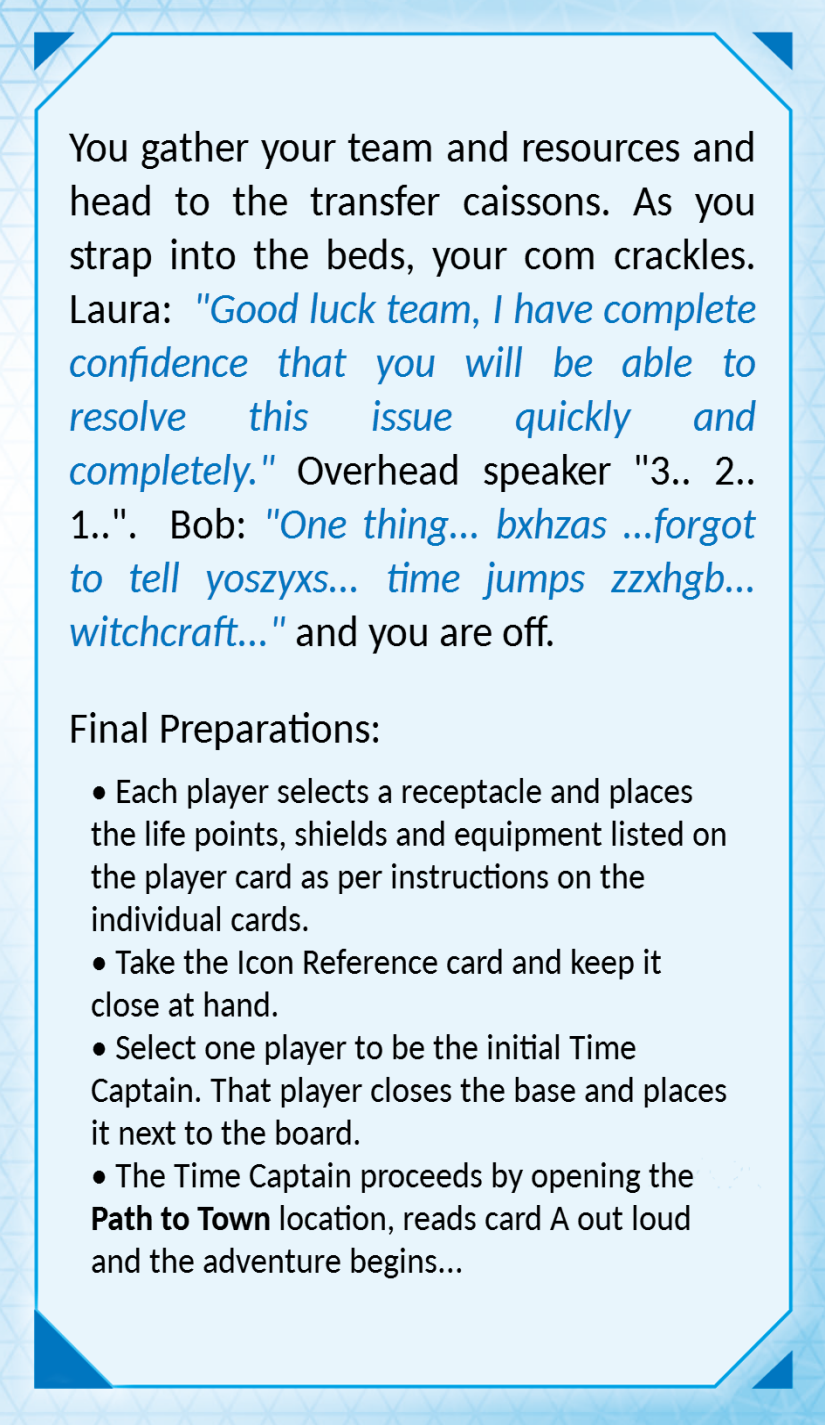 You gather your team and resources and
head to the transfer caissons. As you
strap into the beds, your com crackles.
Laura: "Good luck team, I have complete
confidence that you will be able to
resolve this issue quickly and
completely." Overhead speaker "3.. 2..
1..". Bob: "One thing... bxhzas ...forgot
to tell yoszyxs... time jumps zzxhgb...
witchcraft..." and you are off.
Final Preparations:
• Each player selects a receptacle and places
the life points, shields and equipment listed on
the player card as per instructions on the
individual cards.
• Take the Icon Reference card and keep it
close at hand.
• Select one player to be the initial Time
Captain. That player closes the base and places
it next to the board.
• The Time Captain proceeds by opening the
Path to Town location, reads card A out loud
and the adventure begins...